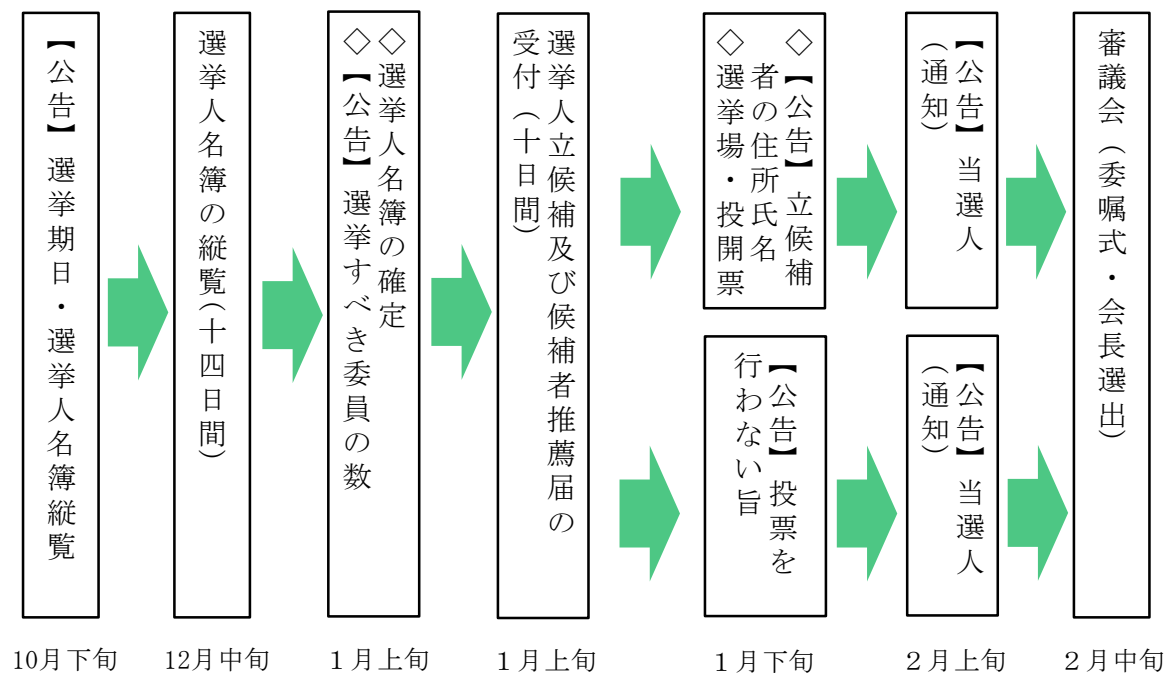 【公告】選挙期日・選挙人名簿縦覧
選挙人名簿の縦覧(十四日間)
◇選挙人名簿の確定
◇【公告】選挙すべき委員の数
選挙人立候補及び候補者推薦届の
受付(十日間)
◇【公告】立候補
者の住所氏名
◇選挙場・投開票
【公告】投票を
行わない旨
【公告】当選人
(通知)
【公告】当選人
(通知)
審議会(委嘱式・会長選出)
10月下旬
12月中旬
1月上旬
1月上旬
1月下旬
2月上旬
2月中旬